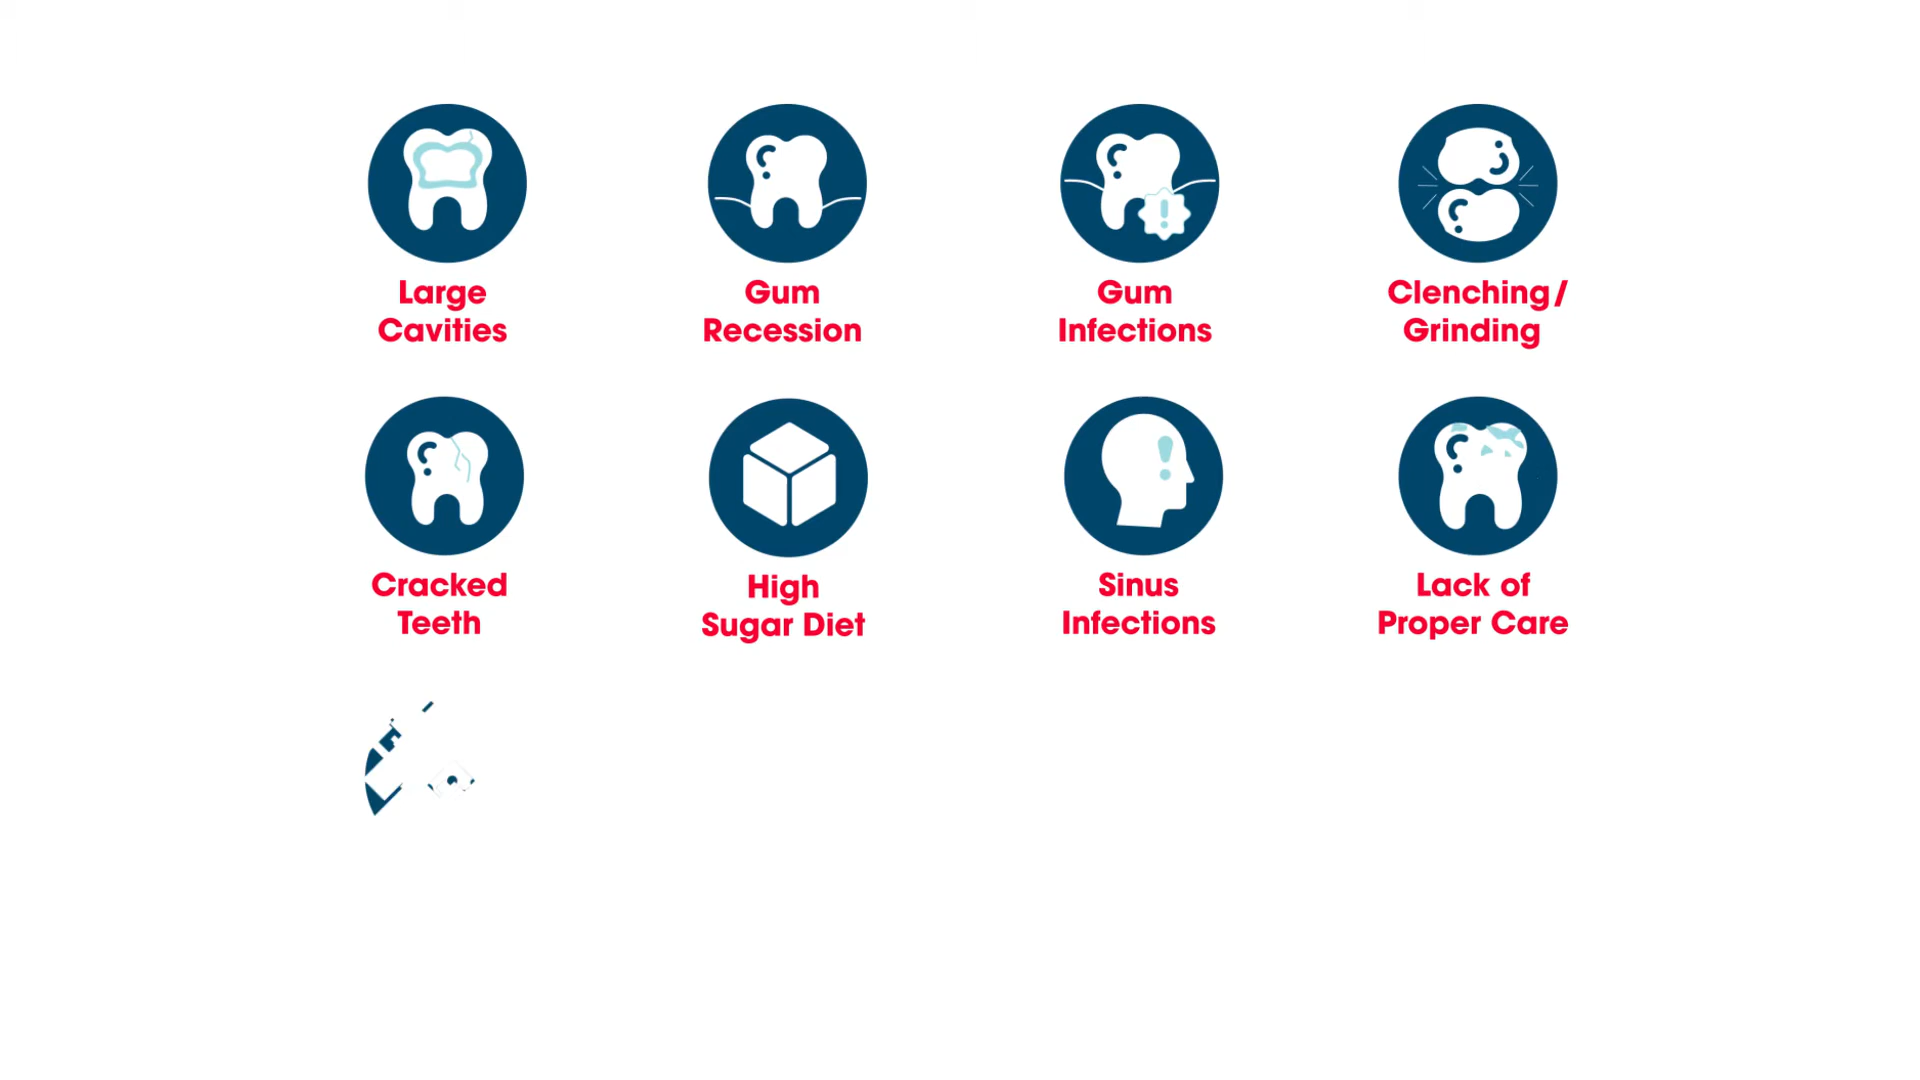 Large
Cavities
Gum
Recession
Gum
Infections
Clenching/
Grinding
Cracked
Teeth
High
Sugar Diet
Sinus
Infections
Lack of
Proper Care